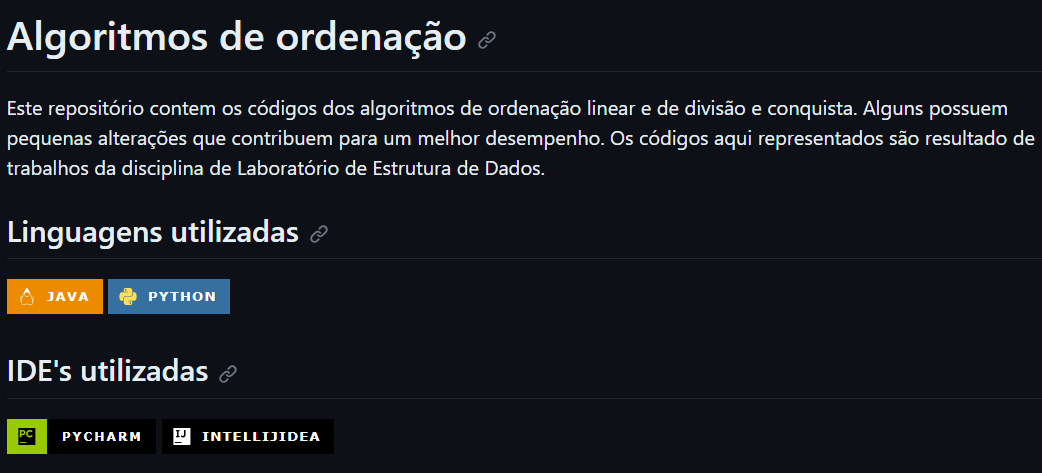 Algoritmos de ordenação
Este repositório contem os códigos dos algoritmos de ordenação linear e de divisão e conquista. Alguns possuem
pequenas alterações que contribuem para um melhor desempenho. Os códigos aqui representados são resultado de
trabalhos da disciplina de Laboratório de Estrutura de Dados.
Linguagens utilizadas
JAVA PYTHON
IDE's utilizadas
PC PYCHARM IJ INTELLIJIDEA